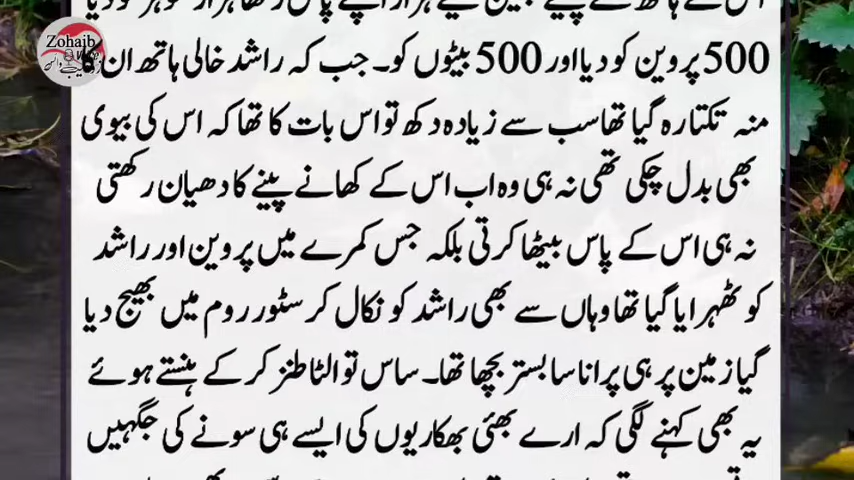 Zohaib
500 پروین کو دیا اور 500 بیٹوں کو۔ جب کہ راشد خالی ہاتھ ان کا
منہ تکتا رہ گیا تھا سب سے زیادہ دکھ تو اس بات کا تھا کہ اس کی بیوی
بھی بدل چکی تھی نہ ہی وہ اب اس کے کھانے پینے کا دھیان رکھتی
نہ ہی اس کے پاس بیٹھا کرتی بلکہ جس کمرے میں پروین اور راشد
کو ٹھہرایا گیا تھا وہاں سے بھی راشد کو نکال کر سٹور روم میں بھیج دیا
گیا زمین پر ہی پرانا سا بستر بچھا تھا۔ ساس تو الٹا طنز کر کے ہنستے ہوئے
یہ بھی کہنے لگی کہ ارے بھئی بھکاریوں کی ایسے ہی سونے کی جگہیں